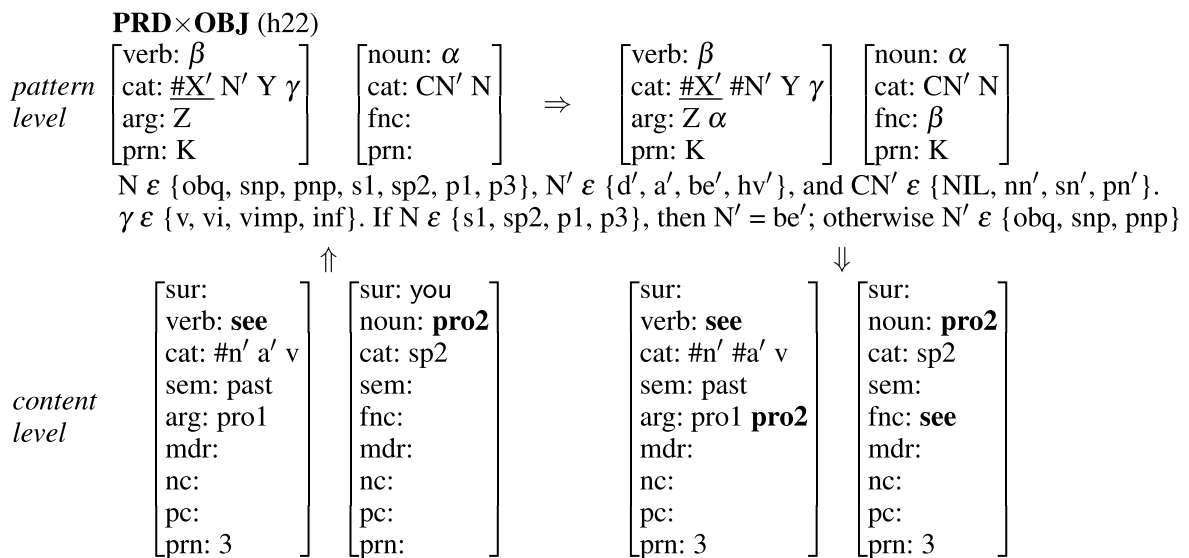 PRD×OBJ (h22)
[verb: β] [noun: α] [verb: β] [noun: α]
pattern [cat: #X′ N′ Y γ] [cat: CN′ N] ⇒ [cat: #X′ #N′ Y γ] [cat: CN′ N]
level [arg: Z] [fnc:] [arg: Z α] [fnc: β]
[prn: K] [prn:] [prn: K] [prn: K]
N ε {obq, snp, pnp, s1, sp2, p1, p3}, N′ ε {d′, a′, be′, hv′}, and CN′ ε {NIL, nn′, sn′, pn′}.
γ ε {v, vi, vimp, inf}. If N ε {s1, sp2, p1, p3}, then N′ = be′; otherwise N′ ε {obq, snp, pnp}
⇑ ⇓
[sur:] [sur: you] [sur:] [sur:]
[verb: see] [noun: pro2] [verb: see] [noun: pro2]
[cat: #n′ a′ v] [cat: sp2] [cat: #n′ #a′ v] [cat: sp2]
[sem: past] [sem:] [sem: past] [sem:]
content [arg: pro1] [fnc:] [arg: pro1 pro2] [fnc: see]
level [mdr:] [mdr:] [mdr:] [mdr:]
[nc:] [nc:] [nc:] [nc:]
[pc:] [pc:] [pc:] [pc:]
[prn: 3] [prn:] [prn: 3] [prn: 3]